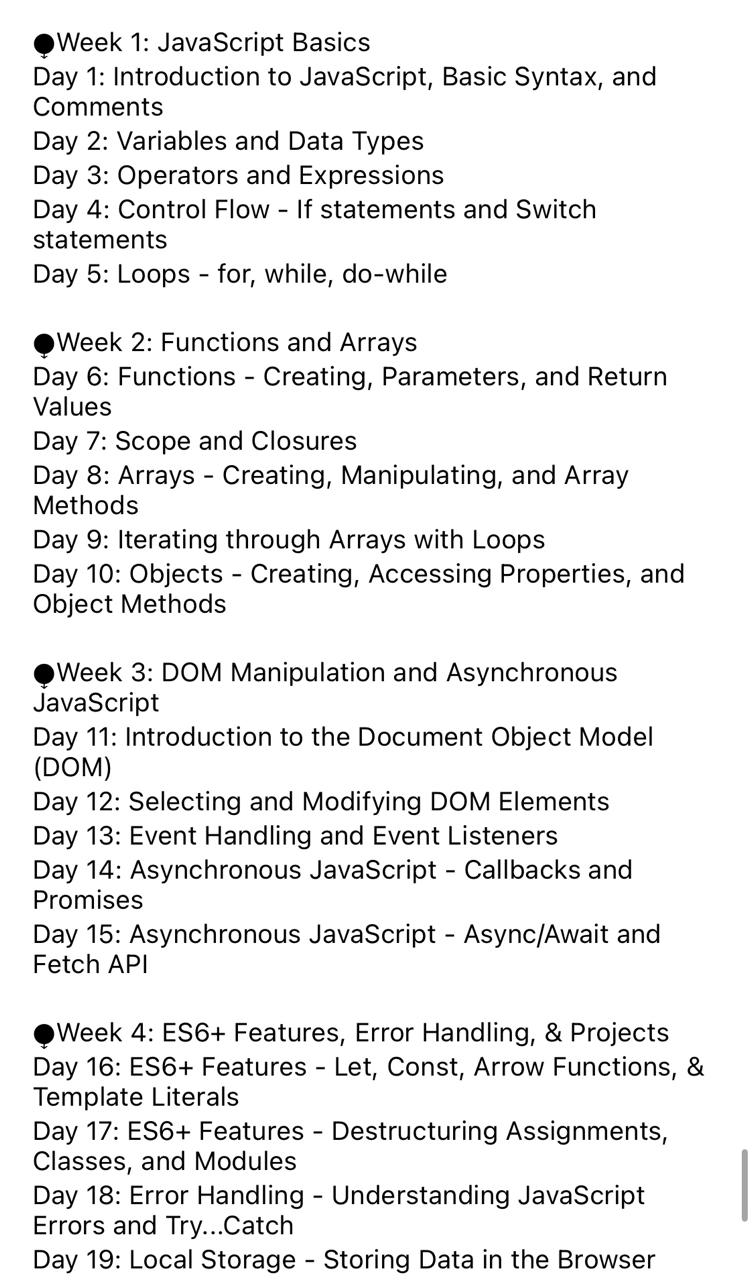 Week 1: JavaScript Basics
Day 1: Introduction to JavaScript, Basic Syntax, and
Comments
Day 2: Variables and Data Types
Day 3: Operators and Expressions
Day 4: Control Flow - If statements and Switch
statements
Day 5: Loops - for, while, do-while
Week 2: Functions and Arrays
Day 6: Functions - Creating, Parameters, and Return
Values
Day 7: Scope and Closures
Day 8: Arrays - Creating, Manipulating, and Array
Methods
Day 9: Iterating through Arrays with Loops
Day 10: Objects - Creating, Accessing Properties, and
Object Methods
Week 3: DOM Manipulation and Asynchronous
JavaScript
Day 11: Introduction to the Document Object Model
(DOM)
Day 12: Selecting and Modifying DOM Elements
Day 13: Event Handling and Event Listeners
Day 14: Asynchronous JavaScript - Callbacks and
Promises
Day 15: Asynchronous JavaScript - Async/Await and
Fetch API
Week 4: ES6+ Features, Error Handling, & Projects
Day 16: ES6+ Features - Let, Const, Arrow Functions, &
Template Literals
Day 17: ES6+ Features - Destructuring Assignments,
Classes, and Modules
Day 18: Error Handling - Understanding JavaScript
Errors and Try...Catch
Day 19: Local Storage - Storing Data in the Browser